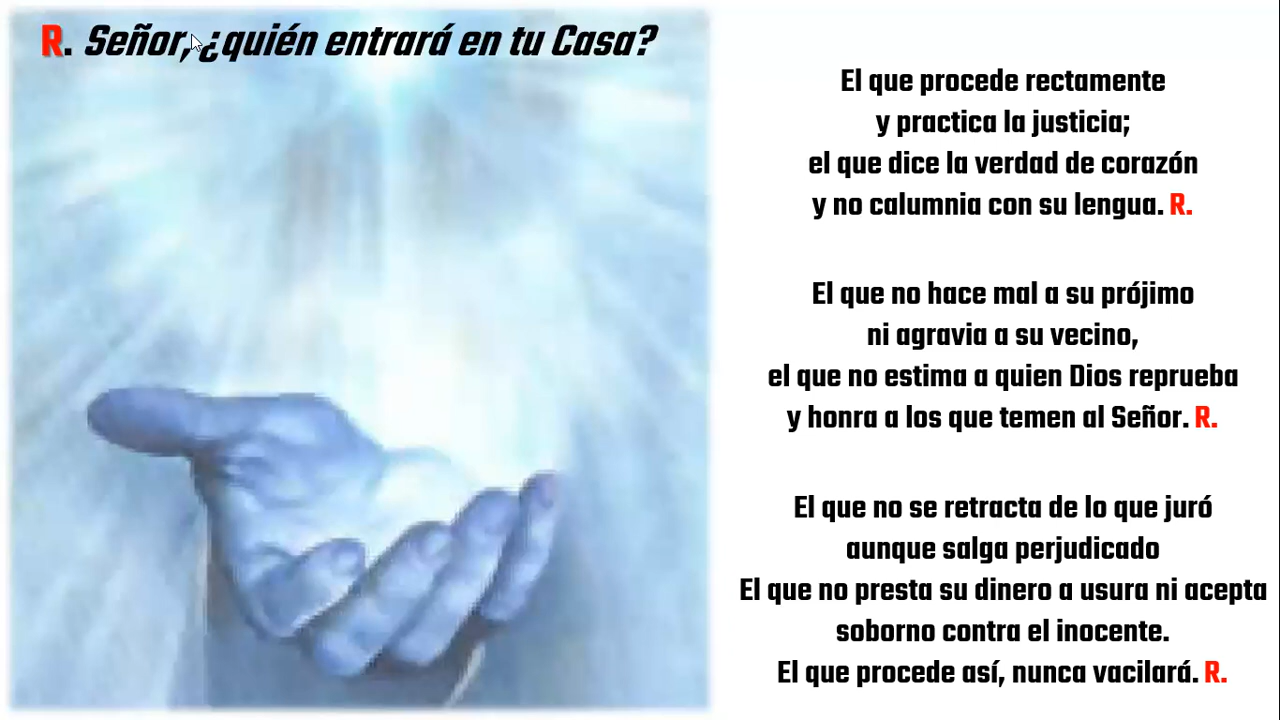 R. Señor, ¿quién entrará en tu Casa?
El que procede rectamente
y practica la justicia;
el que dice la verdad de corazón
y no calumnia con su lengua. R.
El que no hace mal a su prójimo
ni agravia a su vecino,
el que no estima a quien Dios reprueba
y honra a los que temen al Señor. R.
El que no se retracta de lo que juró
aunque salga perjudicado
El que no presta su dinero a usura ni acepta
soborno contra el inocente.
El que procede así, nunca vacilará. R.